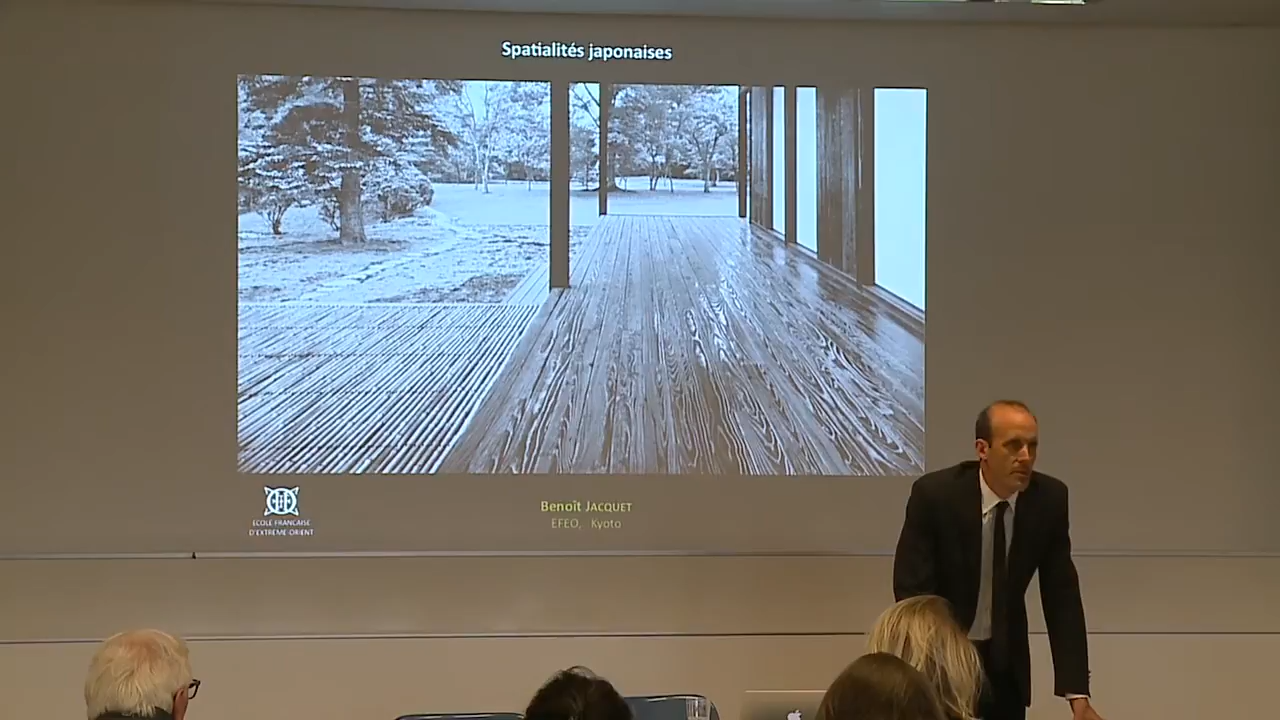 Spatialités japonaises
ECOLE FRANÇAISE
D'EXTRÊME-ORIENT
Benoît JACQUET
EFEO, Kyoto